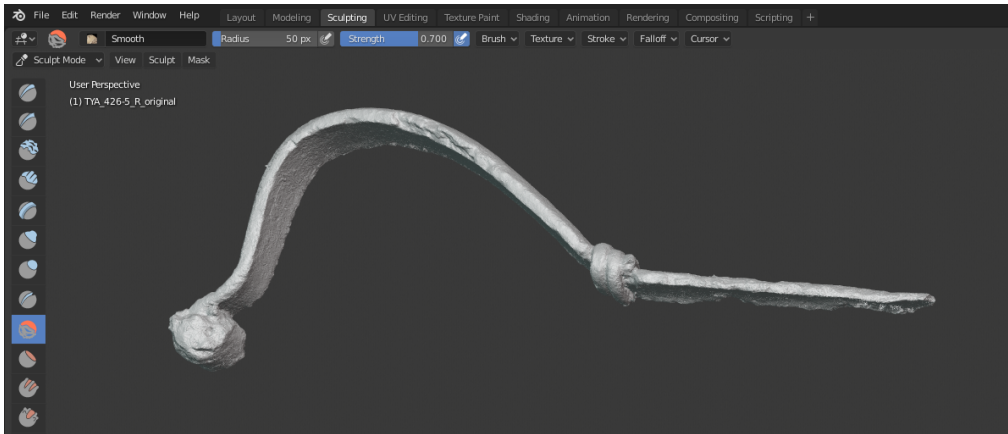 File Edit Render Window Help Layout Modeling Sculpting UV Editing Texture Paint Shading Animation Rendering Compositing Scripting +
Smooth Radius 50 px Strength 0.700 Brush Texture Stroke Falloff Cursor
Sculpt Mode View Sculpt Mask
User Perspective
(1) TYA_426-5_R_original